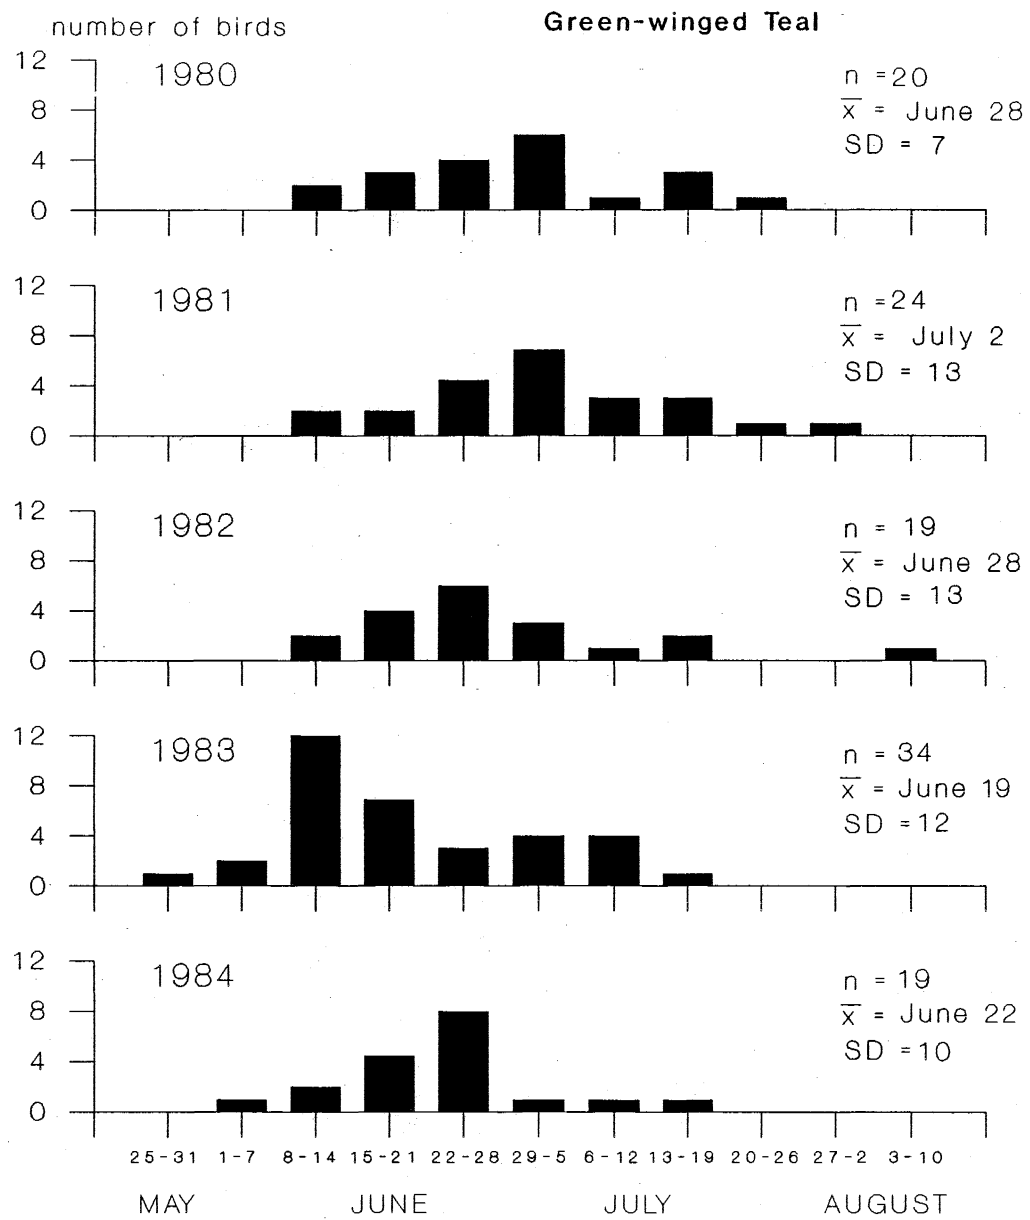 number of birds
Green-winged Teal
12
8
4
0
1980
n =20
x̅ = June 28
SD = 7
12
8
4
0
1981
n =24
x̅ = July 2
SD = 13
12
8
4
0
1982
n = 19
x̅ = June 28
SD = 13
12
8
4
0
1983
n = 34
x̅ = June 19
SD =12
12
8
4
0
1984
n =19
x̅ = June 22
SD =10
25-31 1-7 8-14 15-21 22-28 29-5 6-12 13-19 20-26 27-2 3-10
MAY JUNE JULY AUGUST